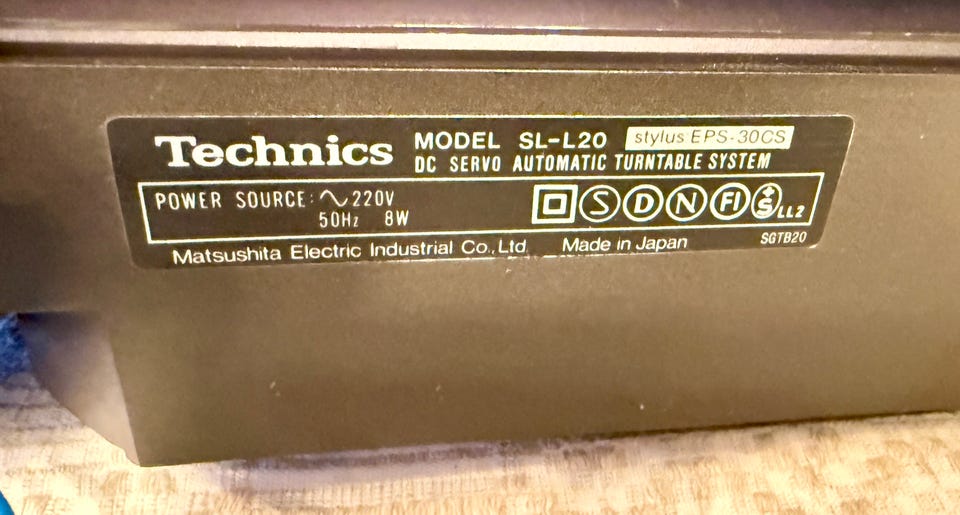 Technics MODEL SL-L20 stylus EPS-30CS
DC SERVO AUTOMATIC TURNTABLE SYSTEM
POWER SOURCE: ∿220V
50Hz 8W
S D N FI +S LL2
Matsushita Electric Industrial Co., Ltd. Made in Japan SGTB20